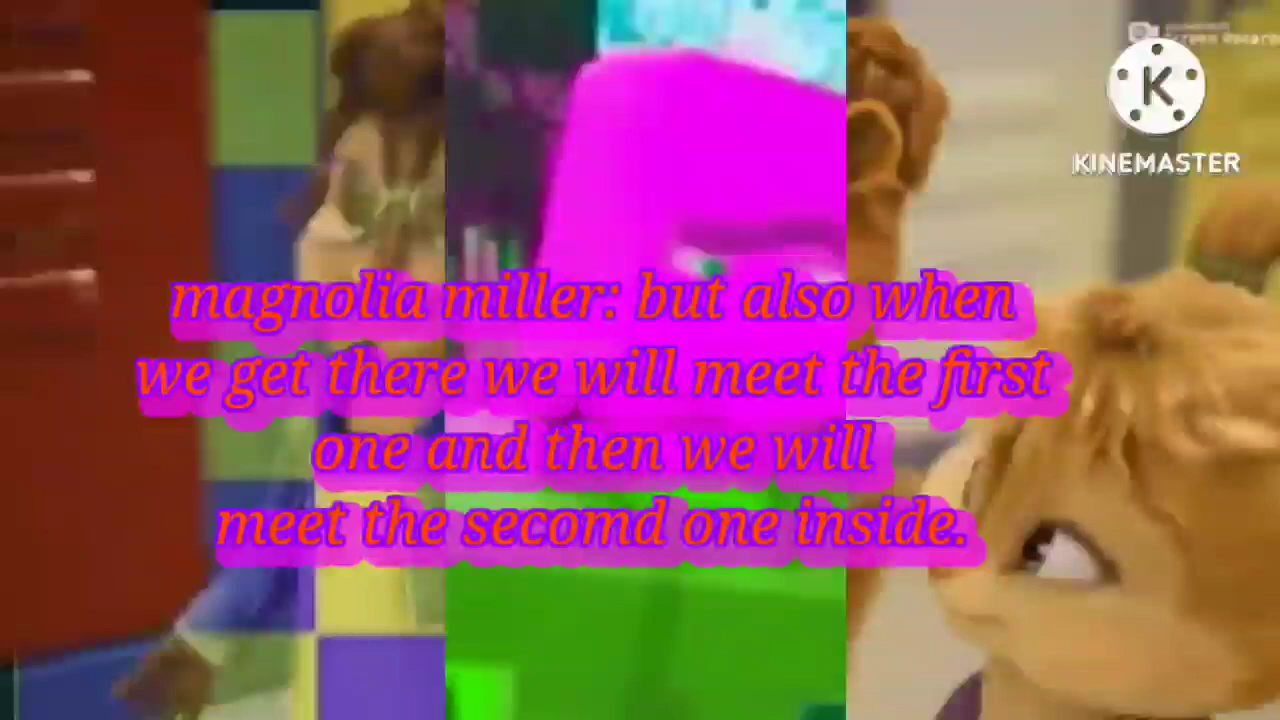 KINEMASTER
magnolia miller: but also when
we get there we will meet the first
one and then we will
meet the secomd one inside.